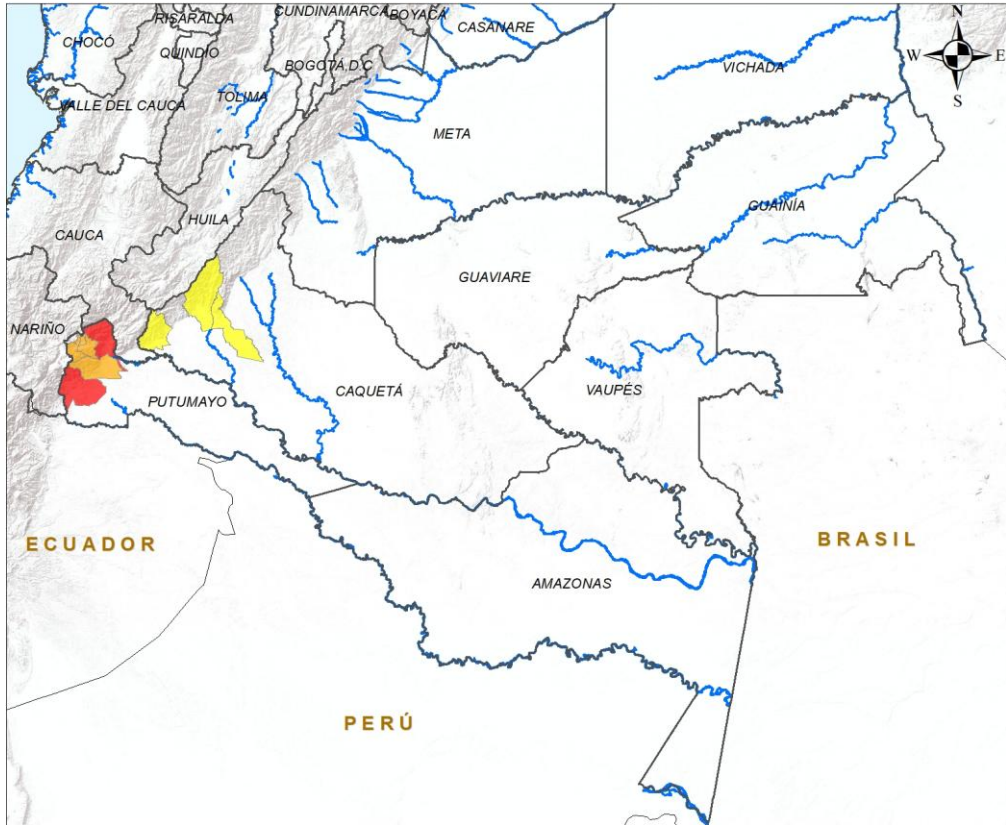 CUNDINAMARCA
BOYACÁ
RISARALDA
CASANARE
N
CHOCÓ
QUINDÍO
BOGOTÁ D.C
W
E
VICHADA
S
VALLE DEL CAUCA
TOLIMA
META
HUILA
GUAINÍA
CAUCA
GUAVIARE
NARIÑO
CAQUETÁ
VAUPÉS
PUTUMAYO
ECUADOR
BRASIL
AMAZONAS
PERÚ